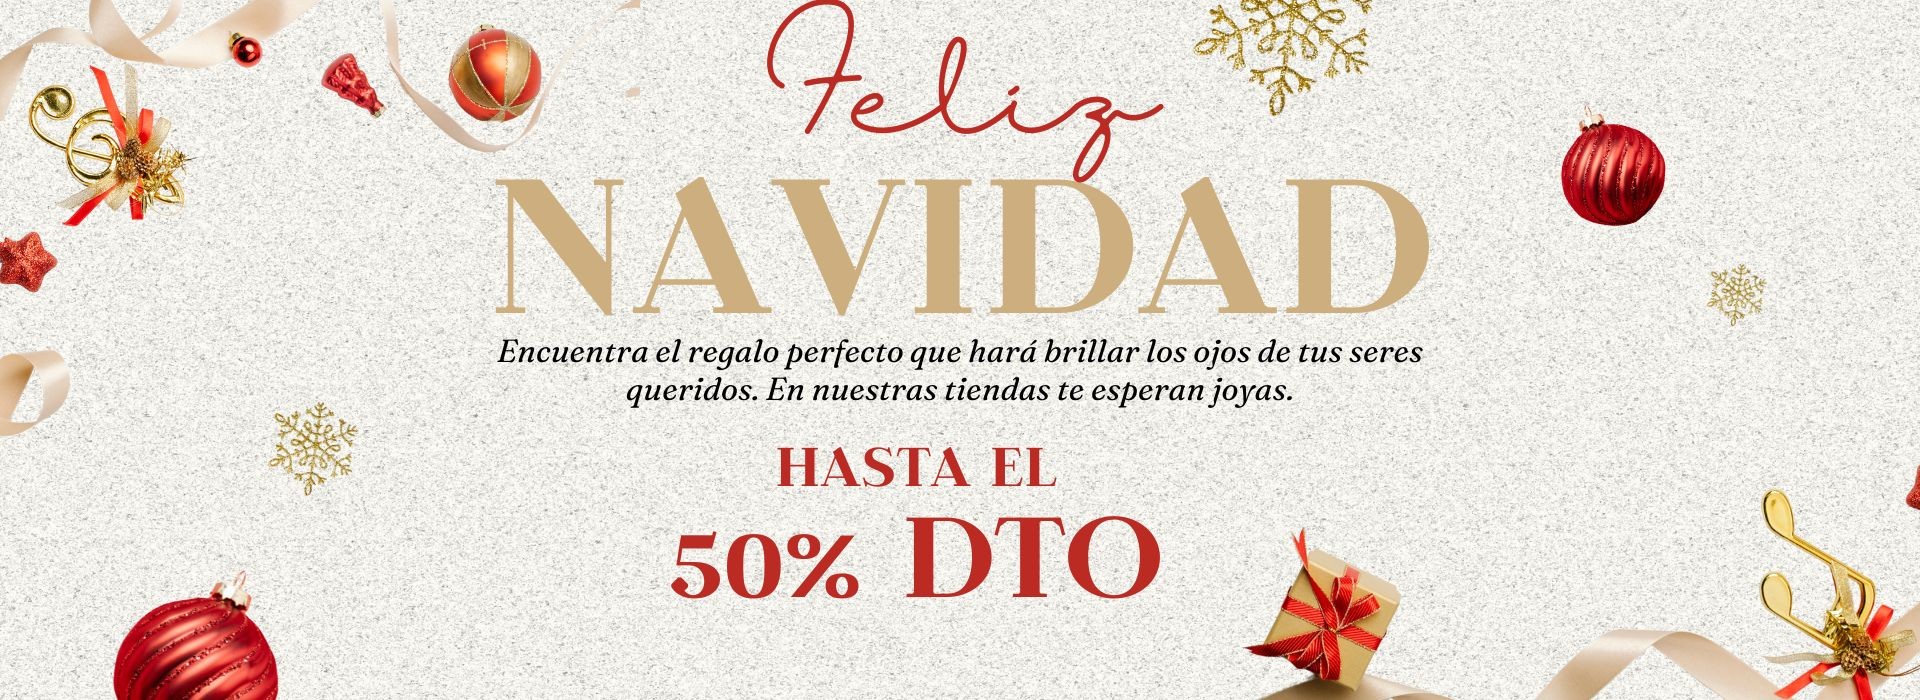 Feliz
NAVIDAD
Encuentra el regalo perfecto que hará brillar los ojos de tus seres
queridos. En nuestras tiendas te esperan joyas.
HASTA EL
50% DTO